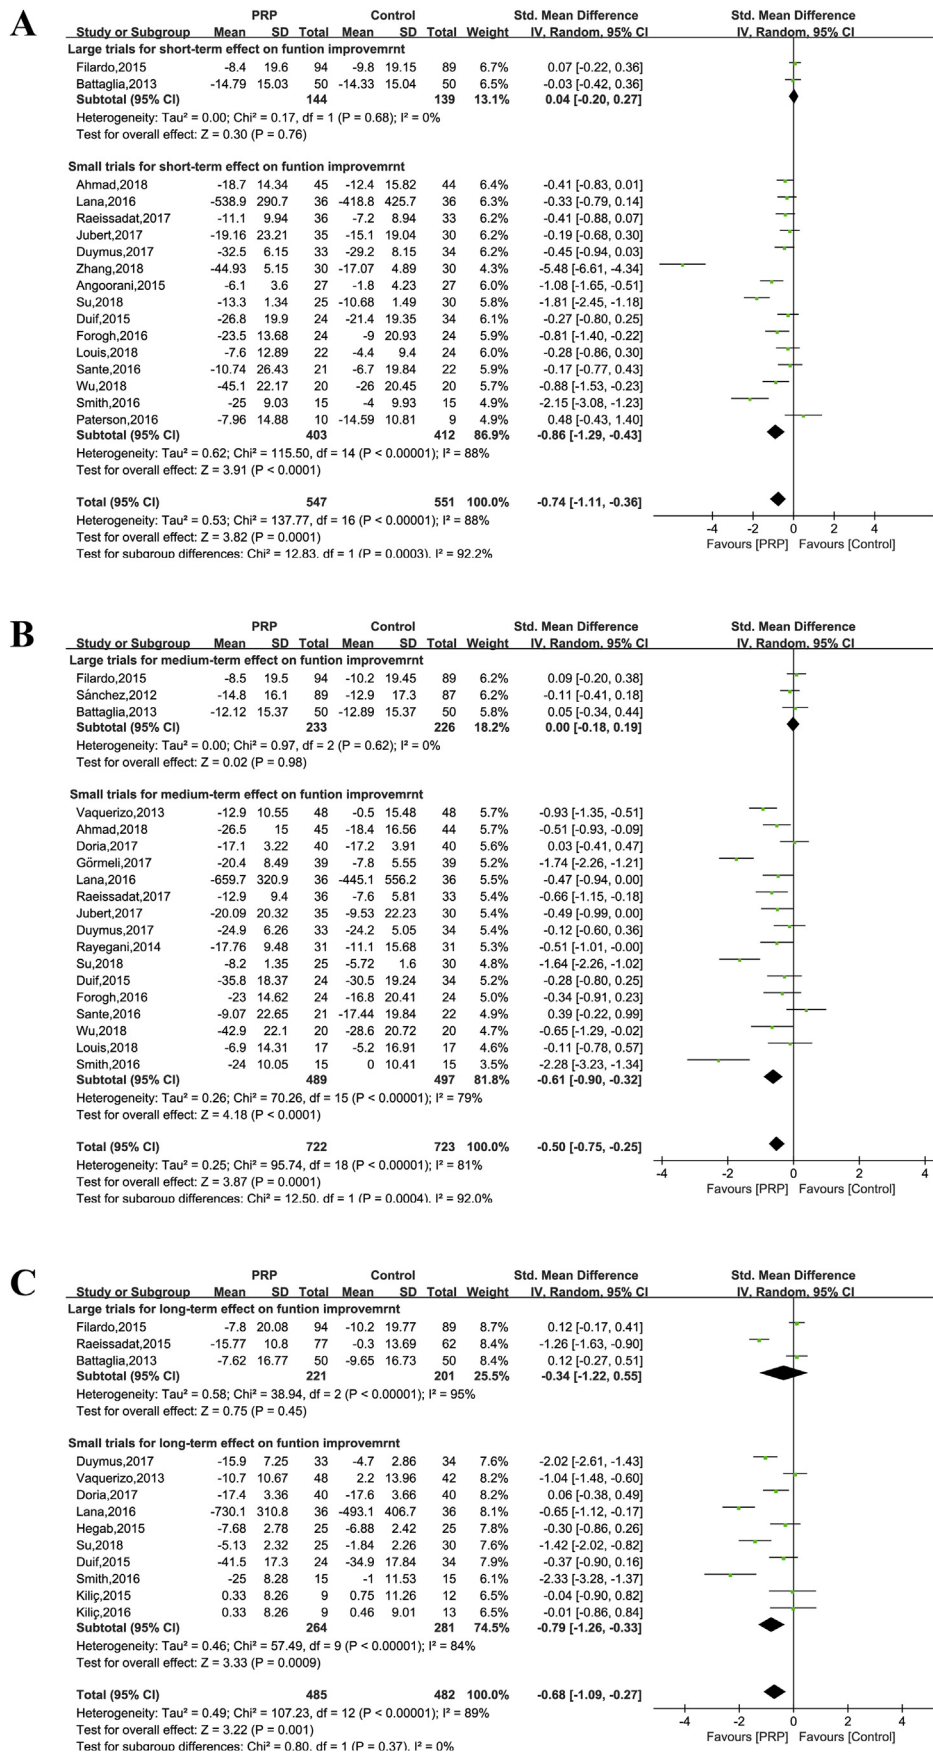 A
PRP Control Std. Mean Difference Std. Mean Difference
Study or Subgroup Mean SD Total Mean SD Total Weight IV, Random, 95% CI IV, Random, 95% CI
Large trials for short-term effect on funtion improvemrnt
Filardo,2015 -8.4 19.6 94 -9.8 19.15 89 6.7% 0.07 [-0.22, 0.36]
Battaglia,2013 -14.79 15.03 50 -14.33 15.04 50 6.5% -0.03 [-0.42, 0.36]
Subtotal (95% CI) 144 139 13.1% 0.04 [-0.20, 0.27]
Heterogeneity: Tau² = 0.00; Chi² = 0.17, df = 1 (P = 0.68); I² = 0%
Test for overall effect: Z = 0.30 (P = 0.76)
Small trials for short-term effect on funtion improvemrnt
Ahmad,2018 -18.7 14.34 45 -12.4 15.82 44 6.4% -0.41 [-0.83, 0.01]
Lana,2016 -538.9 290.7 36 -418.8 425.7 36 6.3% -0.33 [-0.79, 0.14]
Raeissadat,2017 -11.1 9.94 36 -7.2 8.94 33 6.2% -0.41 [-0.88, 0.07]
Jubert,2017 -19.16 23.21 35 -15.1 19.04 30 6.2% -0.19 [-0.68, 0.30]
Duymus,2017 -32.5 6.15 33 -29.2 8.15 34 6.2% -0.45 [-0.94, 0.03]
Zhang,2018 -44.93 5.15 30 -17.07 4.89 30 4.3% -5.48 [-6.61, -4.34]
Angoorani,2015 -6.1 3.6 27 -1.8 4.23 27 6.0% -1.08 [-1.65, -0.51]
Su,2018 -13.3 1.34 25 -10.68 1.49 30 5.8% -1.81 [-2.45, -1.18]
Duif,2015 -26.8 19.9 24 -21.4 19.35 34 6.1% -0.27 [-0.80, 0.25]
Forogh,2016 -23.5 13.68 24 -9 20.93 24 6.0% -0.81 [-1.40, -0.22]
Louis,2018 -7.6 12.89 22 -4.4 9.4 24 6.0% -0.28 [-0.86, 0.30]
Sante,2016 -10.74 26.43 21 -6.7 19.84 22 5.9% -0.17 [-0.77, 0.43]
Wu,2018 -45.1 22.17 20 -26 20.45 20 5.8% -0.88 [-1.53, -0.23]
Smith,2016 -25 9.03 15 -4 9.93 15 4.9% -2.15 [-3.08, -1.23]
Paterson,2016 -7.96 14.88 10 -14.59 10.81 9 4.9% 0.48 [-0.43, 1.40]
Subtotal (95% CI) 403 412 86.9% -0.86 [-1.29, -0.43]
Heterogeneity: Tau² = 0.62; Chi² = 115.50, df = 14 (P < 0.00001); I² = 88%
Test for overall effect: Z = 3.91 (P < 0.0001)
Total (95% CI) 547 551 100.0% -0.74 [-1.11, -0.36]
Heterogeneity: Tau² = 0.53; Chi² = 137.77, df = 16 (P < 0.00001); I² = 88%
Test for overall effect: Z = 3.82 (P = 0.0001)
Test for subgroup differences: Chi² = 12.83, df = 1 (P = 0.0003), I² = 92.2%
-4 -2 0 2 4
Favours [PRP] Favours [Control]
B
PRP Control Std. Mean Difference Std. Mean Difference
Study or Subgroup Mean SD Total Mean SD Total Weight IV, Random, 95% CI IV, Random, 95% CI
Large trials for medium-term effect on funtion improvemrnt
Filardo,2015 -8.5 19.5 94 -10.2 19.45 89 6.2% 0.09 [-0.20, 0.38]
Sánchez,2012 -14.8 16.1 89 -12.9 17.3 87 6.1% -0.11 [-0.41, 0.18]
Battaglia,2013 -12.12 15.37 50 -12.89 15.37 50 5.8% 0.05 [-0.34, 0.44]
Subtotal (95% CI) 233 226 18.2% 0.00 [-0.18, 0.19]
Heterogeneity: Tau² = 0.00; Chi² = 0.97, df = 2 (P = 0.62); I² = 0%
Test for overall effect: Z = 0.02 (P = 0.98)
Small trials for medium-term effect on funtion improvemrnt
Vaquerizo,2013 -12.9 10.55 48 -0.5 15.48 48 5.7% -0.93 [-1.35, -0.51]
Ahmad,2018 -26.5 15 45 -18.4 16.56 44 5.7% -0.51 [-0.93, -0.09]
Doria,2017 -17.1 3.22 40 -17.2 3.91 40 5.6% 0.03 [-0.41, 0.47]
Görmeli,2017 -20.4 8.49 39 -7.8 5.55 39 5.2% -1.74 [-2.26, -1.21]
Lana,2016 -659.7 320.9 36 -445.1 556.2 36 5.5% -0.47 [-0.94, 0.00]
Raeissadat,2017 -12.9 9.4 36 -7.6 5.81 33 5.4% -0.66 [-1.15, -0.18]
Jubert,2017 -20.09 20.32 35 -9.53 22.23 30 5.4% -0.49 [-0.99, 0.00]
Duymus,2017 -24.9 6.26 33 -24.2 5.05 34 5.4% -0.12 [-0.60, 0.36]
Rayegani,2014 -17.76 9.48 31 -11.1 15.68 31 5.3% -0.51 [-1.01, -0.00]
Su,2018 -8.2 1.35 25 -5.72 1.6 30 4.8% -1.64 [-2.26, -1.02]
Duif,2015 -35.8 18.37 24 -30.5 19.24 34 5.2% -0.28 [-0.80, 0.25]
Forogh,2016 -23 14.62 24 -16.8 20.41 24 5.0% -0.34 [-0.91, 0.23]
Sante,2016 -9.07 22.65 21 -17.44 19.84 22 4.9% 0.39 [-0.22, 0.99]
Wu,2018 -42.9 22.1 20 -28.6 20.72 20 4.7% -0.65 [-1.29, -0.02]
Louis,2018 -6.9 14.31 17 -5.2 16.91 17 4.6% -0.11 [-0.78, 0.57]
Smith,2016 -24 10.05 15 0 10.41 15 3.5% -2.28 [-3.23, -1.34]
Subtotal (95% CI) 489 497 81.8% -0.61 [-0.90, -0.32]
Heterogeneity: Tau² = 0.26; Chi² = 70.26, df = 15 (P < 0.00001); I² = 79%
Test for overall effect: Z = 4.18 (P < 0.0001)
Total (95% CI) 722 723 100.0% -0.50 [-0.75, -0.25]
Heterogeneity: Tau² = 0.25; Chi² = 95.74, df = 18 (P < 0.00001); I² = 81%
Test for overall effect: Z = 3.87 (P = 0.0001)
Test for subgroup differences: Chi² = 12.50, df = 1 (P = 0.0004), I² = 92.0%
-4 -2 0 2 4
Favours [PRP] Favours [Control]
C
PRP Control Std. Mean Difference Std. Mean Difference
Study or Subgroup Mean SD Total Mean SD Total Weight IV, Random, 95% CI IV, Random, 95% CI
Large trials for long-term effect on funtion improvemrnt
Filardo,2015 -7.8 20.08 94 -10.2 19.77 89 8.7% 0.12 [-0.17, 0.41]
Raeissadat,2015 -15.77 10.8 77 -0.3 13.69 62 8.4% -1.26 [-1.63, -0.90]
Battaglia,2013 -7.62 16.77 50 -9.65 16.73 50 8.4% 0.12 [-0.27, 0.51]
Subtotal (95% CI) 221 201 25.5% -0.34 [-1.22, 0.55]
Heterogeneity: Tau² = 0.58; Chi² = 38.94, df = 2 (P < 0.00001); I² = 95%
Test for overall effect: Z = 0.75 (P = 0.45)
Small trials for long-term effect on funtion improvemrnt
Duymus,2017 -15.9 7.25 33 -4.7 2.86 34 7.6% -2.02 [-2.61, -1.43]
Vaquerizo,2013 -10.7 10.67 48 2.2 13.96 42 8.2% -1.04 [-1.48, -0.60]
Doria,2017 -17.4 3.36 40 -17.6 3.66 40 8.2% 0.06 [-0.38, 0.49]
Lana,2016 -730.1 310.8 36 -493.1 406.7 36 8.1% -0.65 [-1.12, -0.17]
Hegab,2015 -7.68 2.78 25 -6.88 2.42 25 7.8% -0.30 [-0.86, 0.26]
Su,2018 -5.13 2.32 25 -1.84 2.26 30 7.6% -1.42 [-2.02, -0.82]
Duif,2015 -41.5 17.3 24 -34.9 17.84 34 7.9% -0.37 [-0.90, 0.16]
Smith,2016 -25 8.28 15 -1 11.53 15 6.1% -2.33 [-3.28, -1.37]
Kiliç,2015 0.33 8.26 9 0.75 11.26 12 6.4% -0.04 [-0.90, 0.82]
Kiliç,2016 0.33 8.26 9 0.46 9.01 13 6.5% -0.01 [-0.86, 0.84]
Subtotal (95% CI) 264 281 74.5% -0.79 [-1.26, -0.33]
Heterogeneity: Tau² = 0.46; Chi² = 57.49, df = 9 (P < 0.00001); I² = 84%
Test for overall effect: Z = 3.33 (P = 0.0009)
Total (95% CI) 485 482 100.0% -0.68 [-1.09, -0.27]
Heterogeneity: Tau² = 0.49; Chi² = 107.23, df = 12 (P < 0.00001); I² = 89%
Test for overall effect: Z = 3.22 (P = 0.001)
Test for subgroup differences: Chi² = 0.80, df = 1 (P = 0.37), I² = 0%
-4 -2 0 2 4
Favours [PRP] Favours [Control]